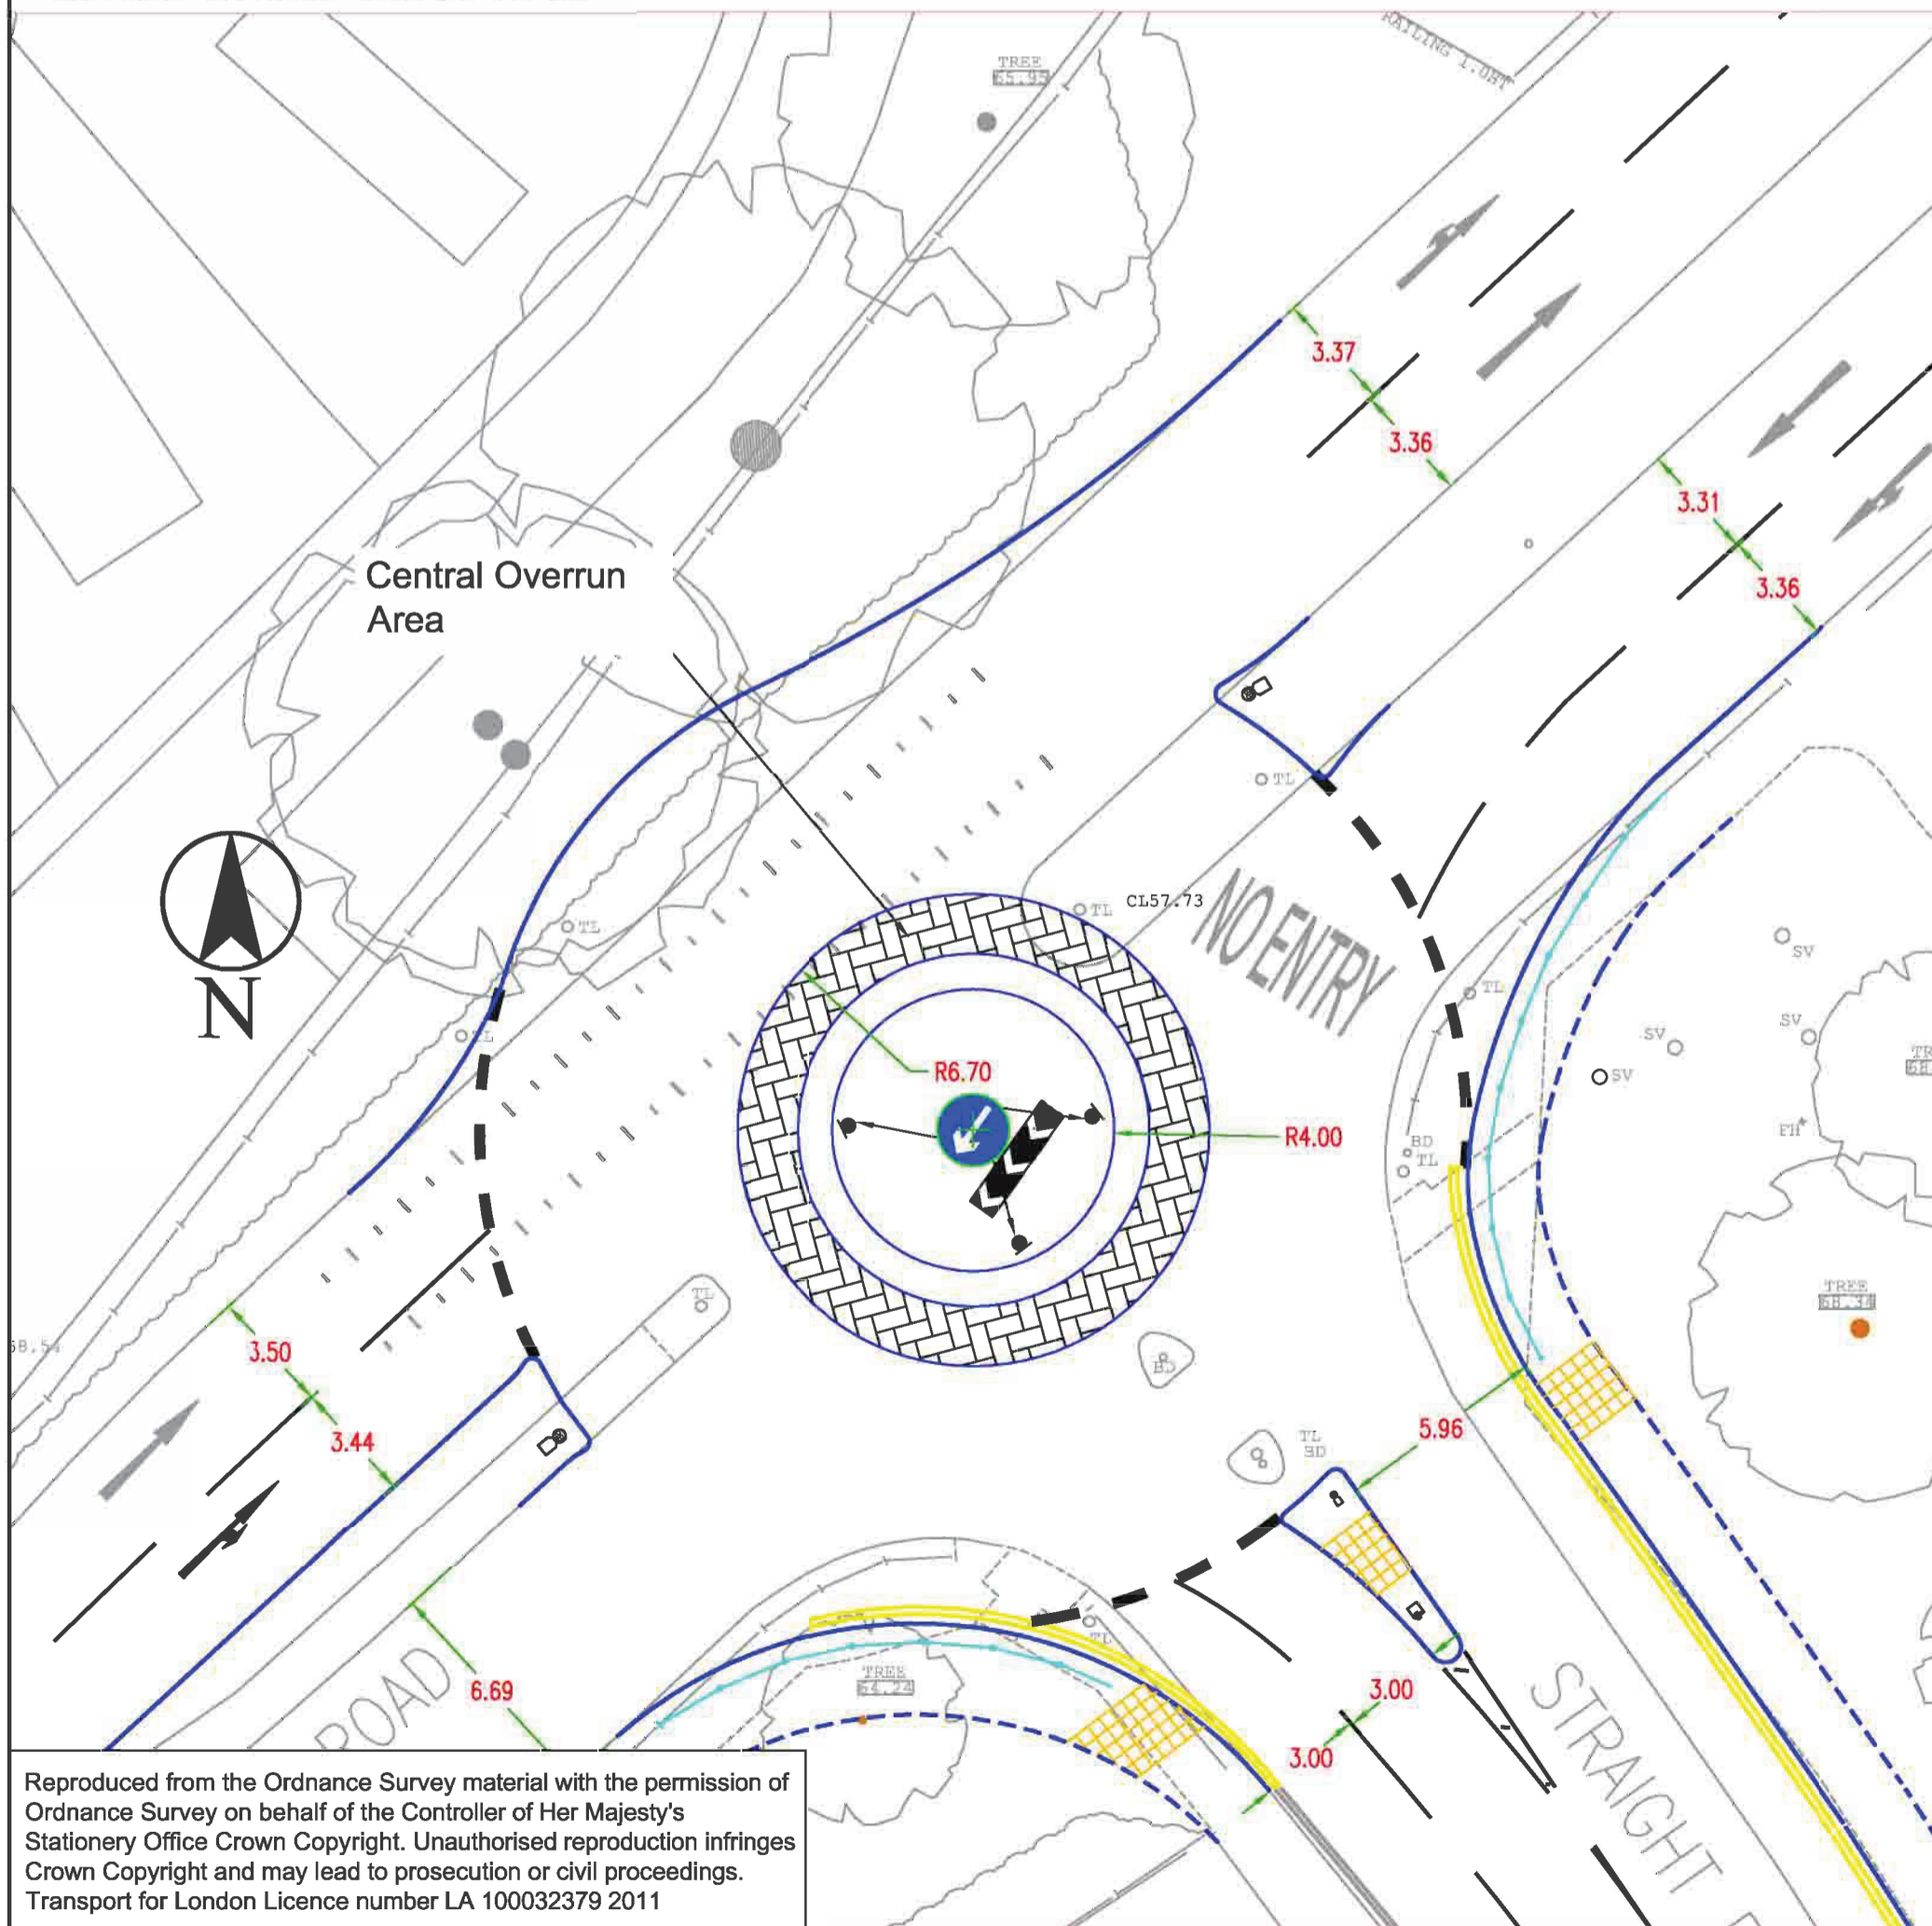 RAILING 1.0HT
TREE
65.95
3.37
3.36
3.31
3.36
Central Overrun
Area
TL
N
TL
TL
TL
CL57.73
NO ENTRY
TL
SV
SV
SV
SV
BD
TL
FH
R6.70
R4.00
TREE
68.34
TL
BD
TL
BD
3.50
3.44
5.96
6.69
ROAD
TREE
64.24
TL
3.00
3.00
STRAIGHT
Reproduced from the Ordnance Survey material with the permission of
Ordnance Survey on behalf of the Controller of Her Majesty's
Stationery Office Crown Copyright. Unauthorised reproduction infringes
Crown Copyright and may lead to prosecution or civil proceedings.
Transport for London Licence number LA 100032379 2011